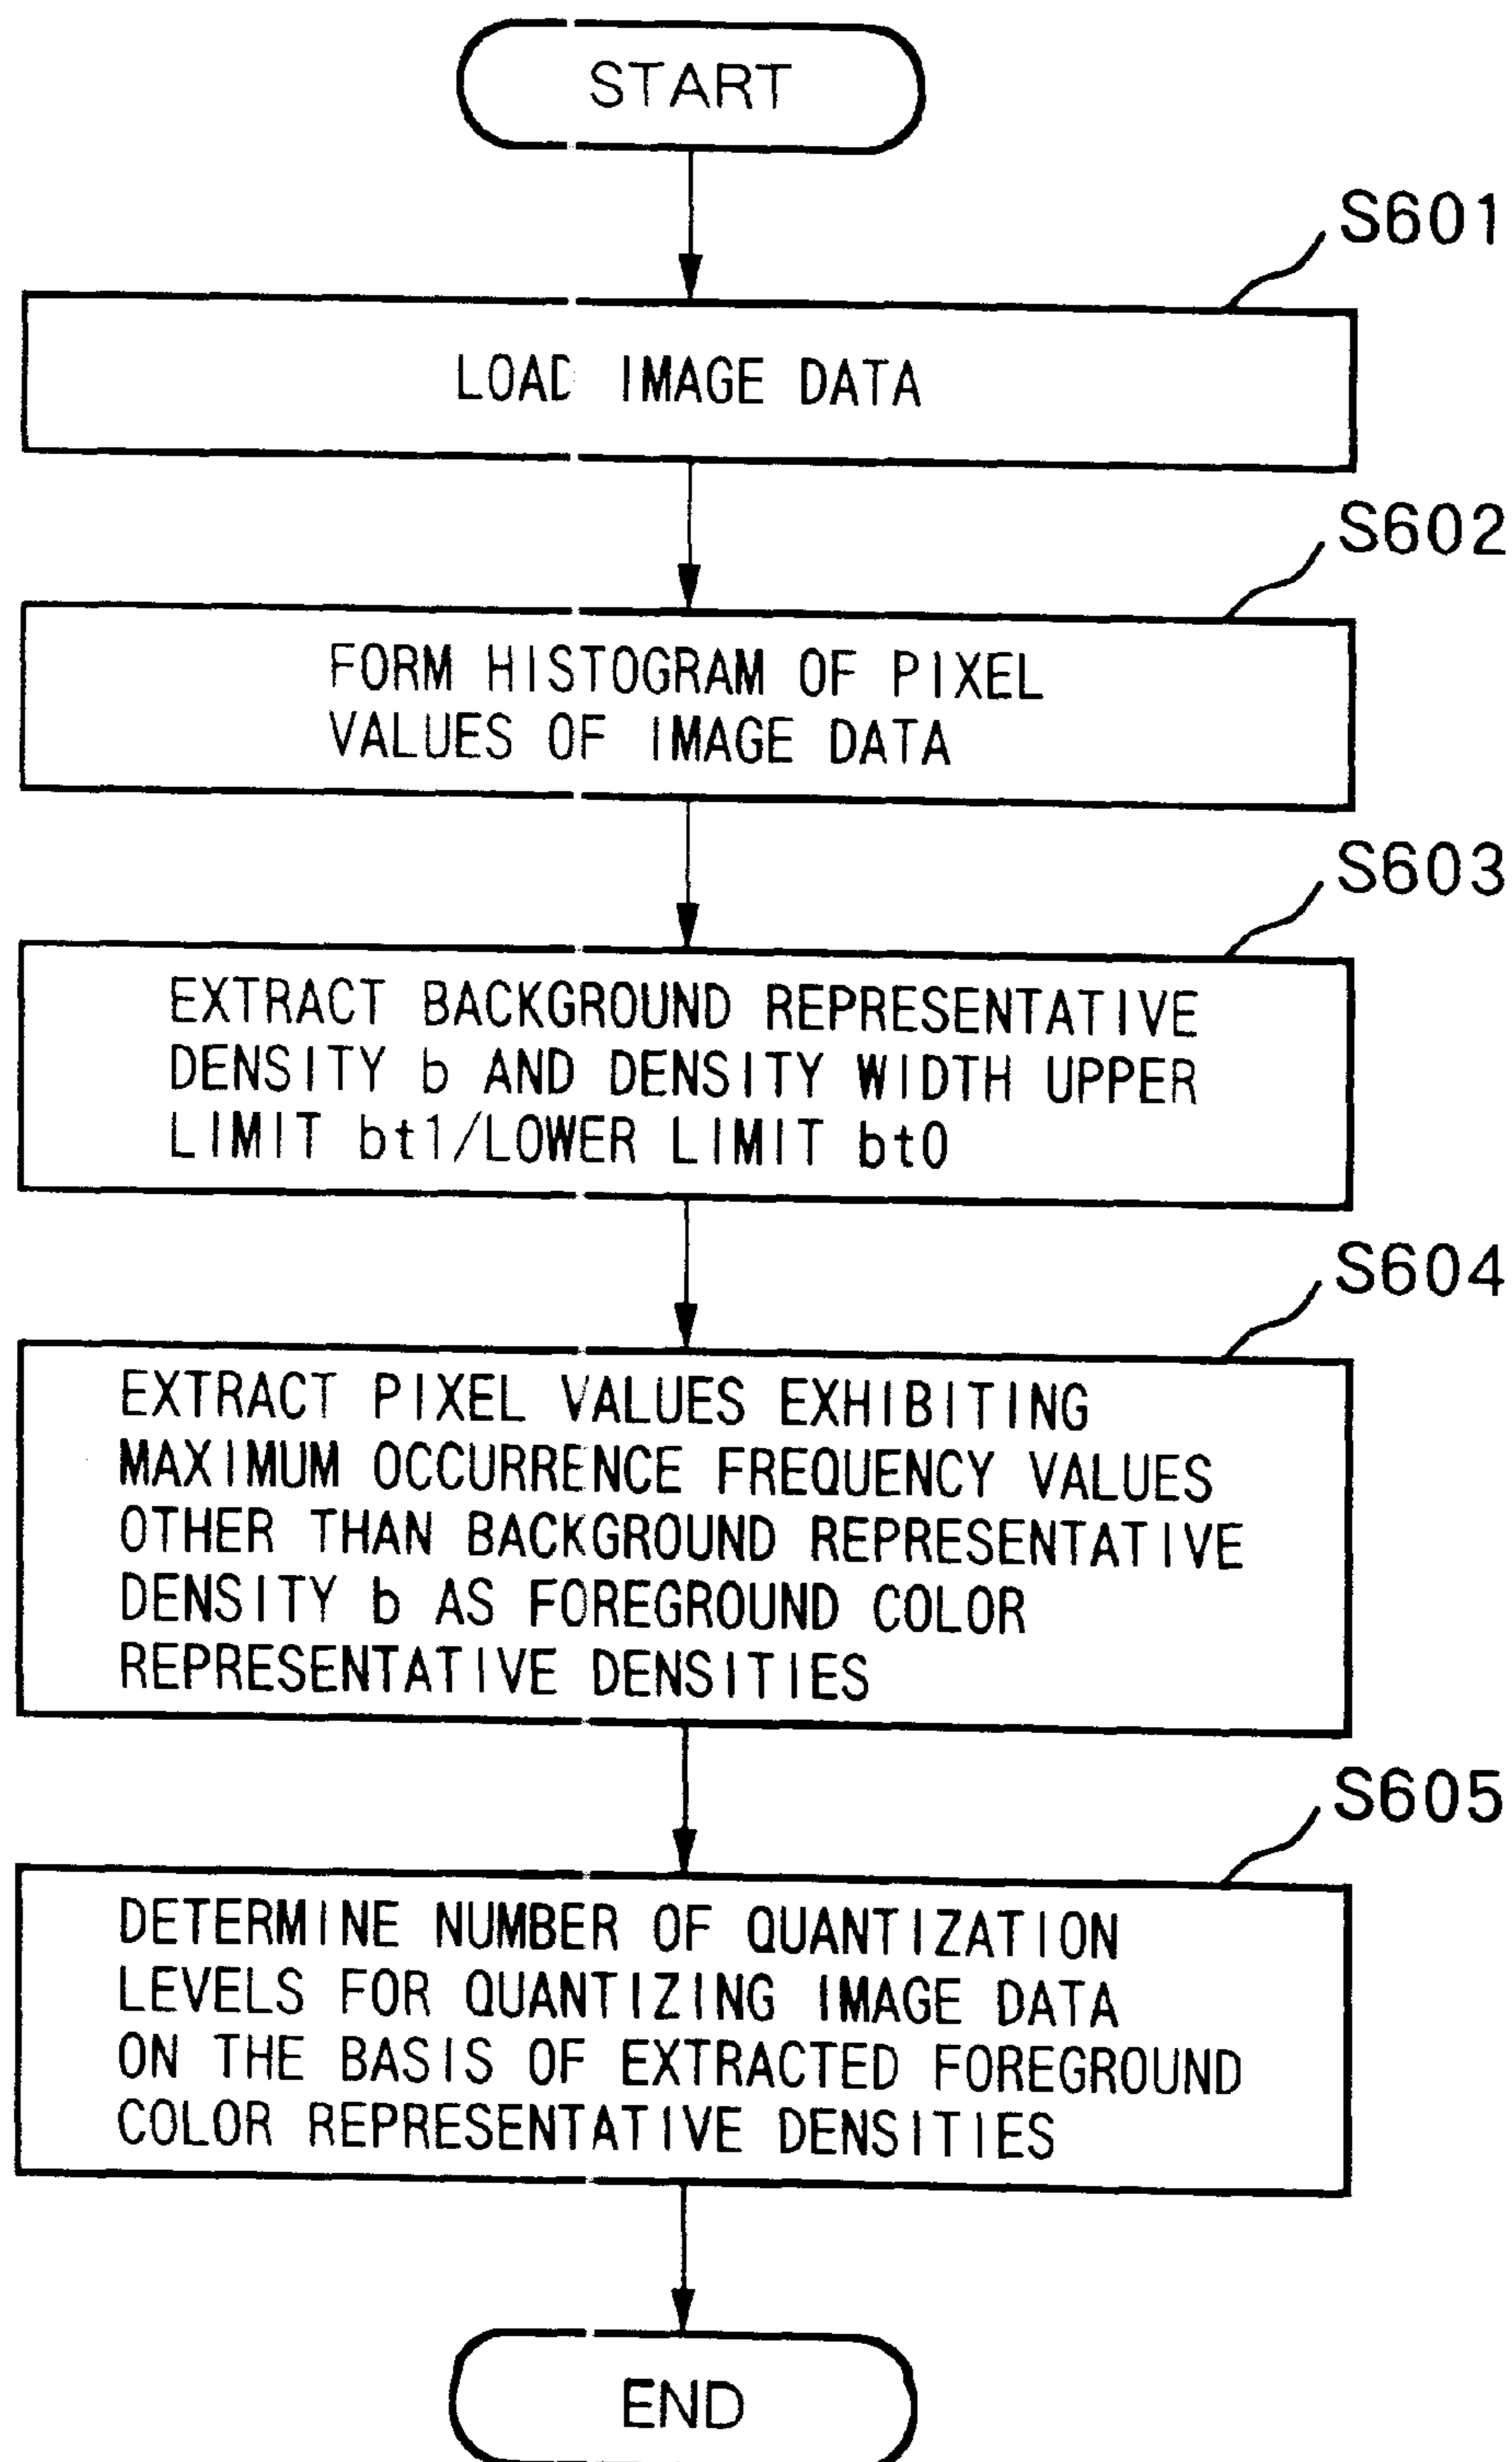 START
S601
LOAD IMAGE DATA
S602
FORM HISTOGRAM OF PIXEL
VALUES OF IMAGE DATA
S603
EXTRACT BACKGROUND REPRESENTATIVE
DENSITY b AND DENSITY WIDTH UPPER
LIMIT bt1/LOWER LIMIT bt0
S604
EXTRACT PIXEL VALUES EXHIBITING
MAXIMUM OCCURRENCE FREQUENCY VALUES
OTHER THAN BACKGROUND REPRESENTATIVE
DENSITY b AS FOREGROUND COLOR
REPRESENTATIVE DENSITIES
S605
DETERMINE NUMBER OF QUANTIZATION
LEVELS FOR QUANTIZING IMAGE DATA
ON THE BASIS OF EXTRACTED FOREGROUND
COLOR REPRESENTATIVE DENSITIES
END